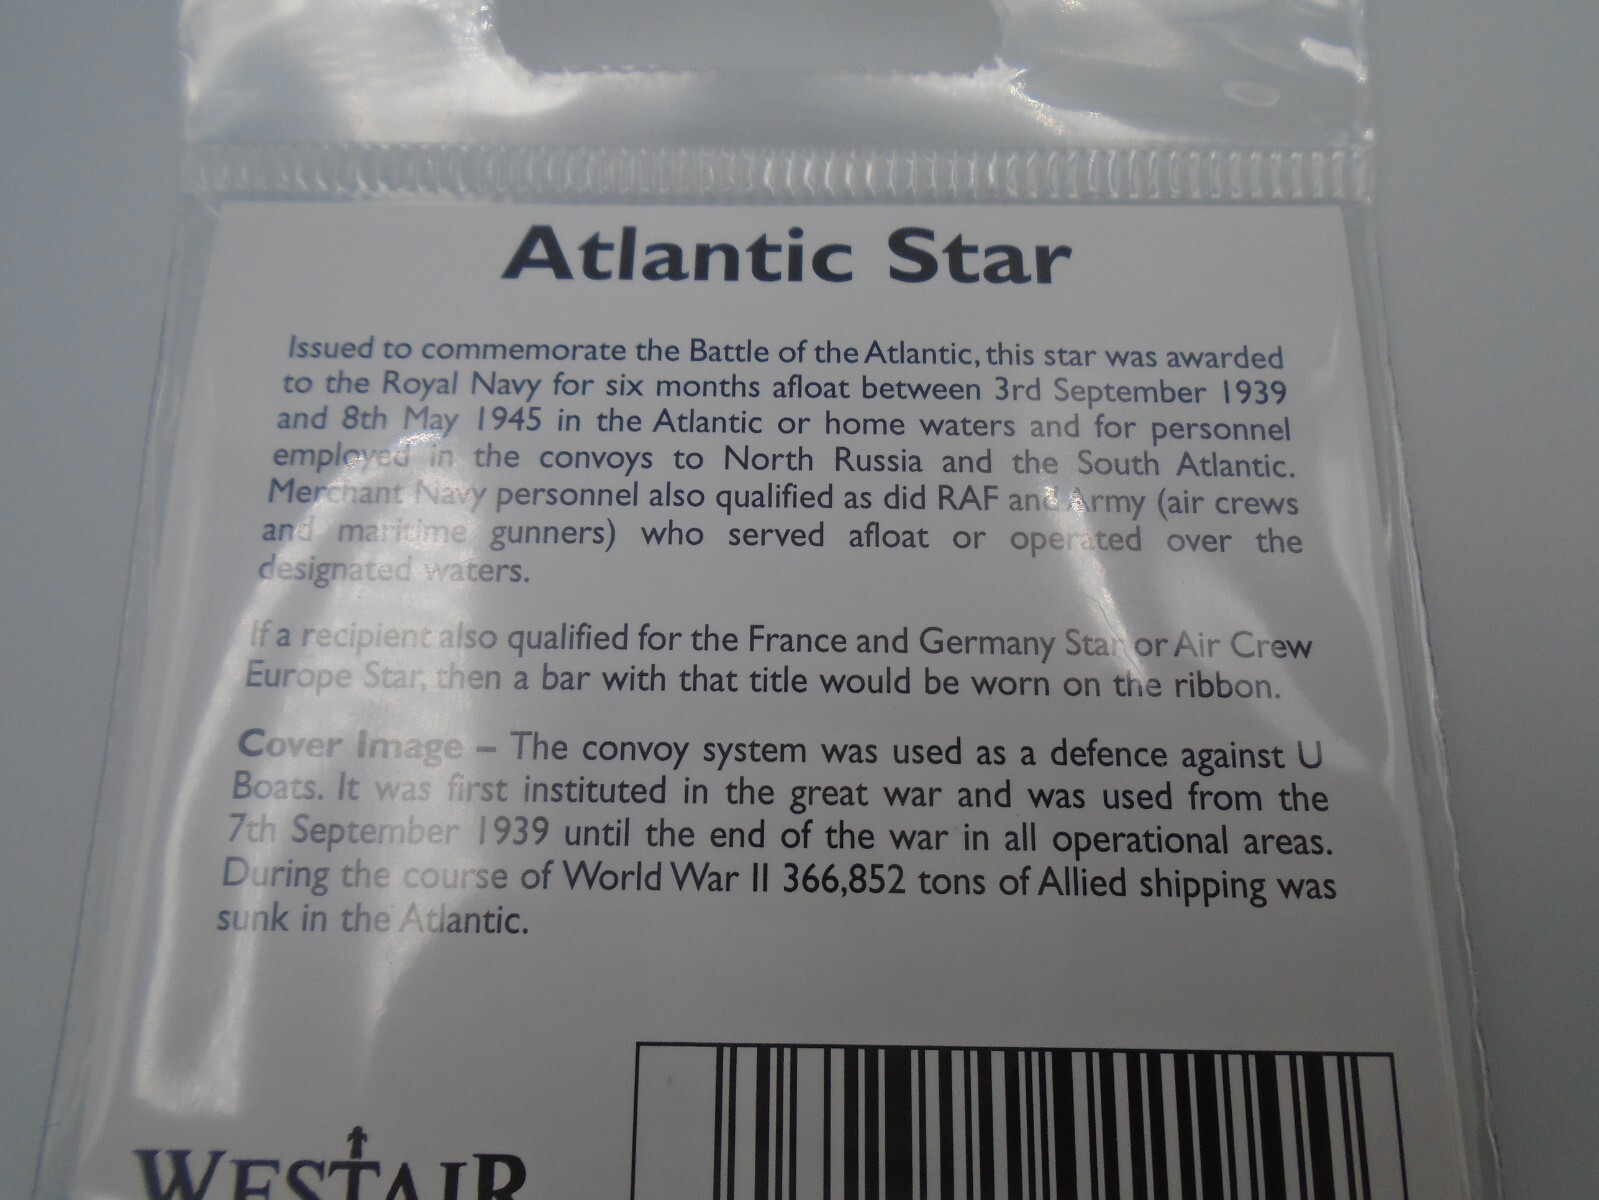 Atlantic Star
Issued to commemorate the Battle of the Atlantic, this star was awarded
to the Royal Navy for six months afloat between 3rd September 1939
and 8th May 1945 in the Atlantic or home waters and for personnel
employed in the convoys to North Russia and the South Atlantic.
Merchant Navy personnel also qualified as did RAF and Army (air crews
and maritime gunners) who served afloat or operated over the
designated waters.
If a recipient also qualified for the France and Germany Star or Air Crew
Europe Star, then a bar with that title would be worn on the ribbon.
Cover Image – The convoy system was used as a defence against U
Boats. It was first instituted in the great war and was used from the
7th September 1939 until the end of the war in all operational areas.
During the course of World War II 366,852 tons of Allied shipping was
sunk in the Atlantic.
WESTAIR